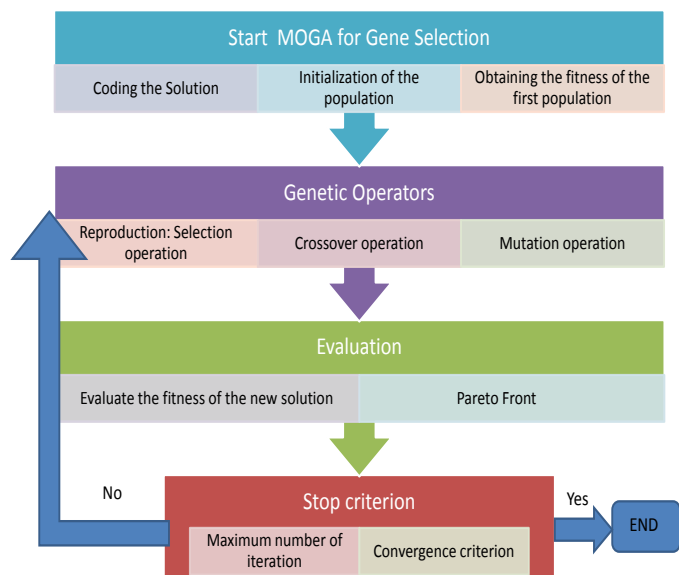 Start MOGA for Gene Selection
Coding the Solution
Initialization of the
population
Obtaining the fitness of the
first population
Genetic Operators
Reproduction: Selection
operation
Crossover operation
Mutation operation
Evaluation
Evaluate the fitness of the new solution
Pareto Front
No
Stop criterion
Yes
END
Maximum number of
iteration
Convergence criterion